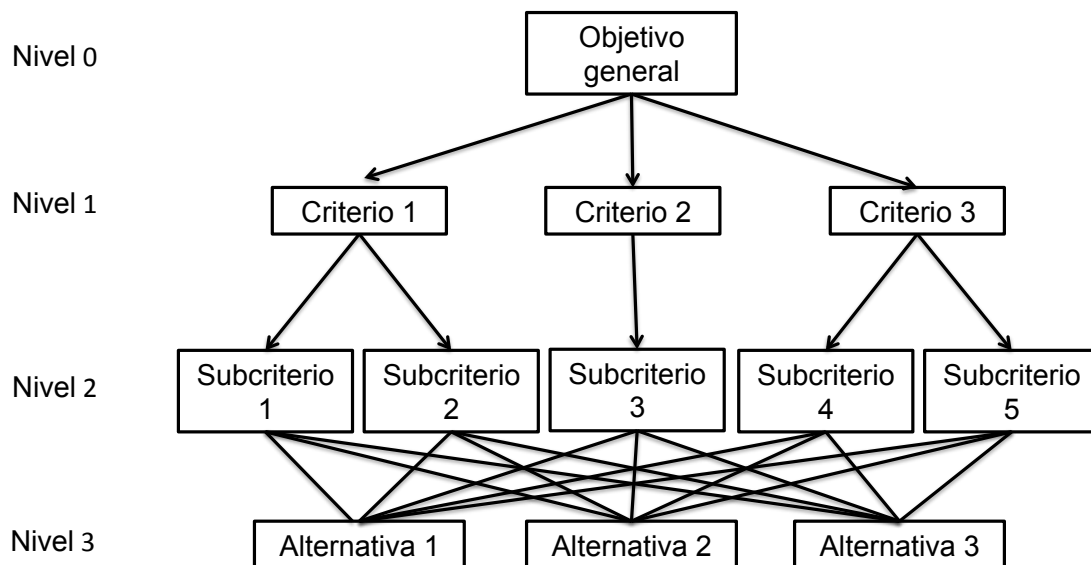 Nivel 0
Objetivo
general
Nivel 1
Criterio 1
Criterio 2
Criterio 3
Nivel 2
Subcriterio
1
Subcriterio
2
Subcriterio
3
Subcriterio
4
Subcriterio
5
Nivel 3
Alternativa 1
Alternativa 2
Alternativa 3